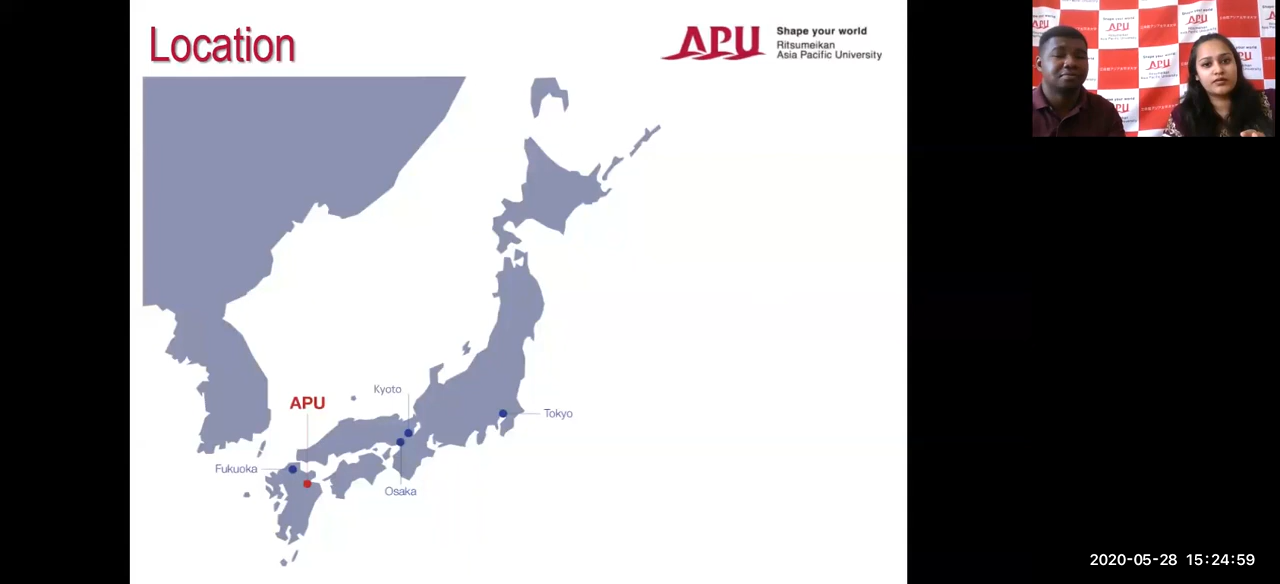 Location
APU
Shape your world
Ritsumeikan
Asia Pacific University
Kyoto
APU
Tokyo
Fukuoka
Osaka
2020-05-28 15:24:59